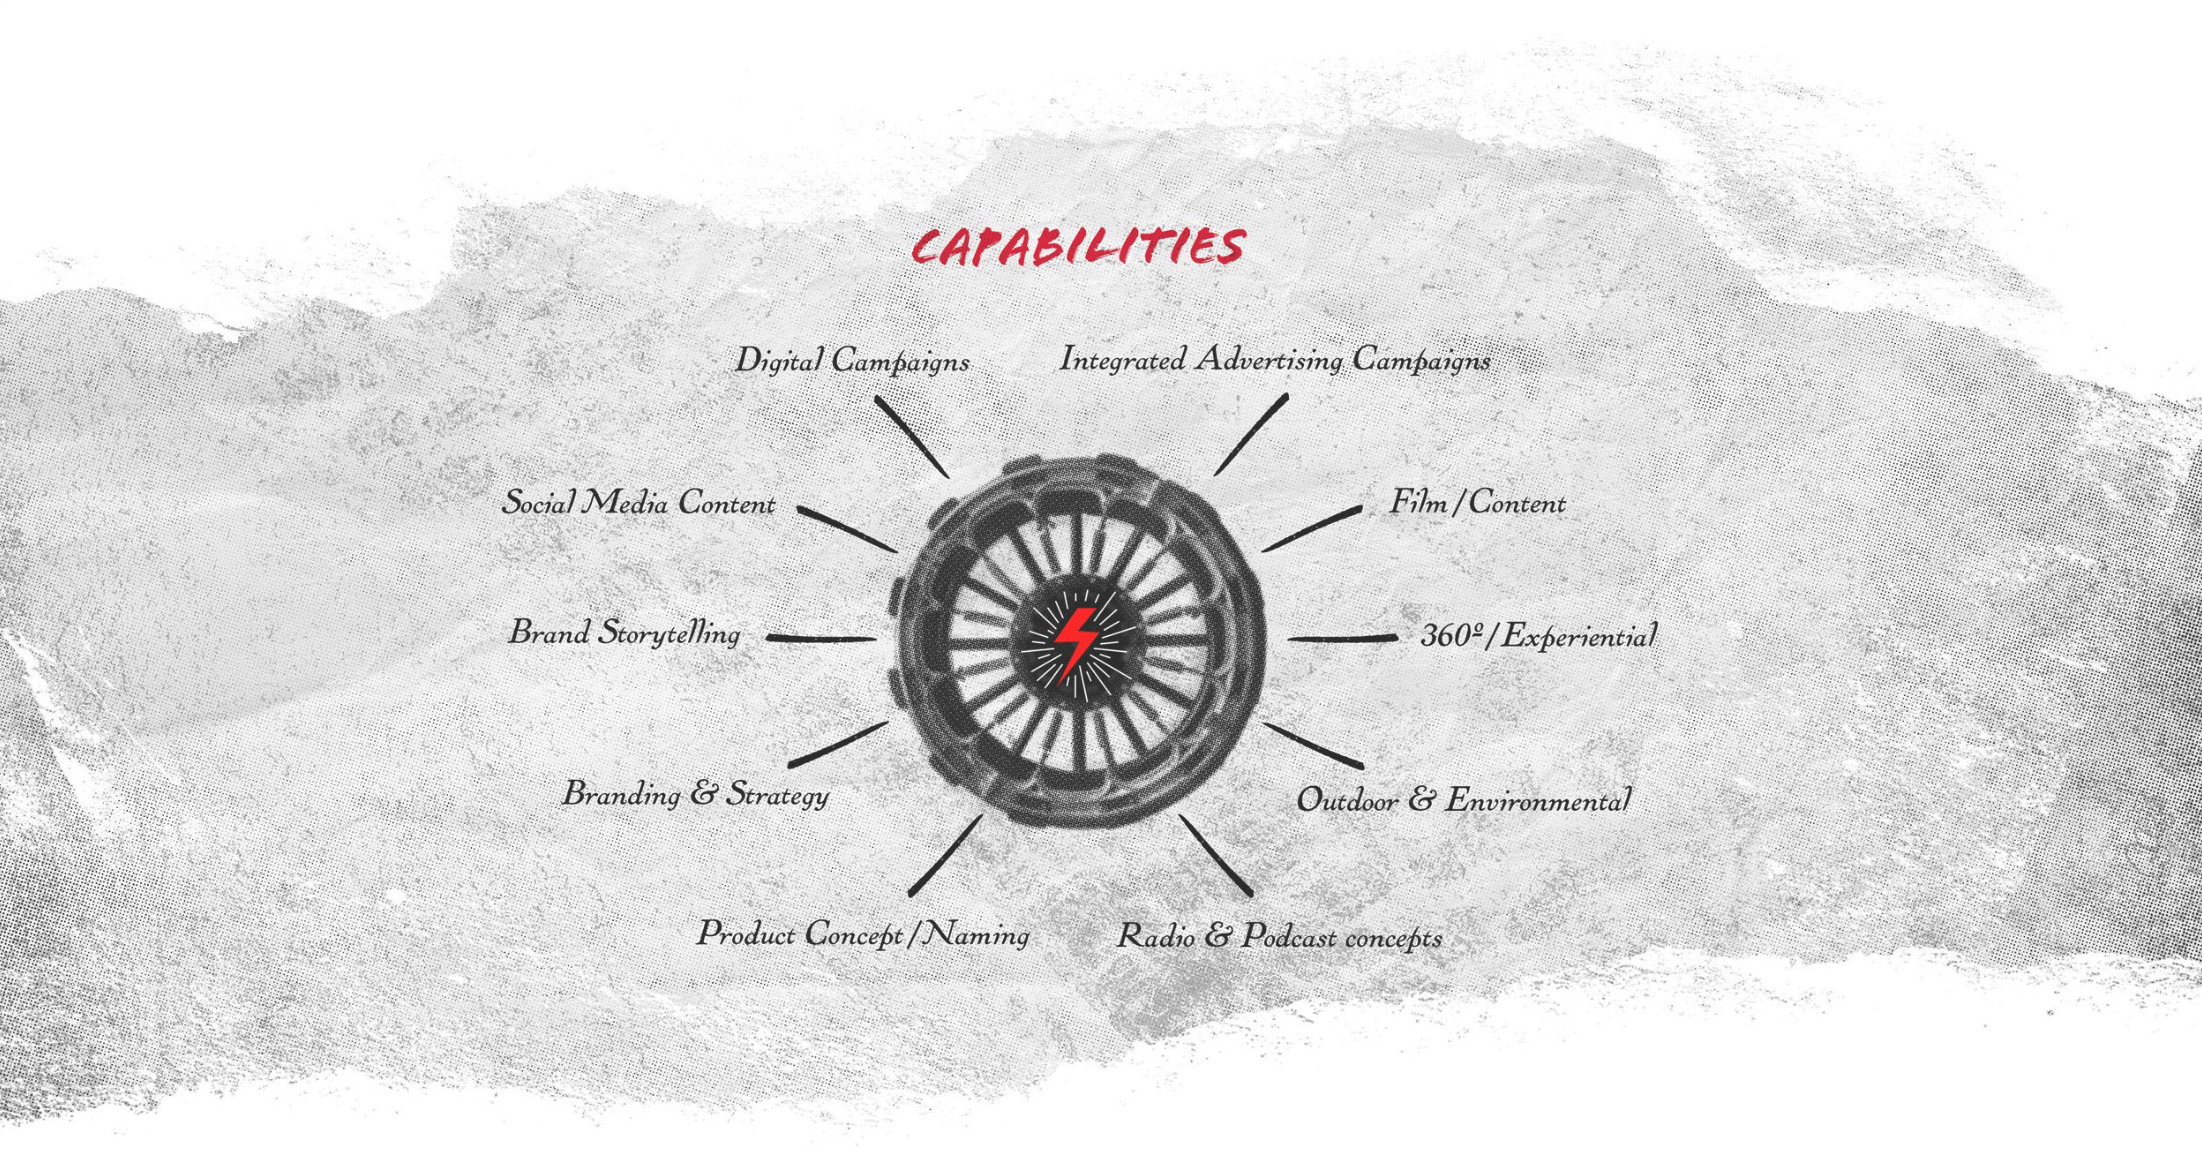 CAPABILITIES
Digital Campaigns
Integrated Advertising Campaigns
Social Media Content
Film/Content
Brand Storytelling
360º/Experiential
Branding & Strategy
Outdoor & Environmental
Product Concept/Naming
Radio & Podcast concepts